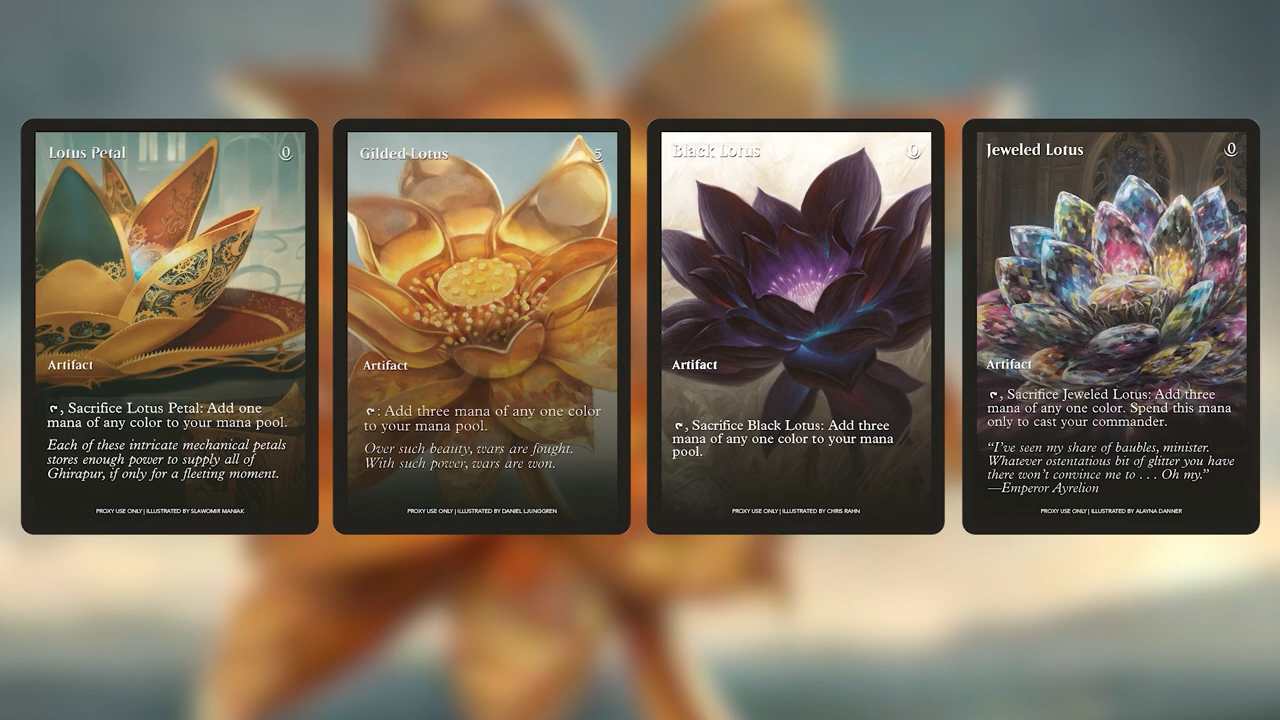 Lotus Petal 0
Artifact
, Sacrifice Lotus Petal: Add one
mana of any color to your mana pool.
Each of these intricate mechanical petals
stores enough power to supply all of
Ghirapur, if only for a fleeting moment.
PROXY USE ONLY | ILLUSTRATED BY SLAWOMIR MANIAK
Gilded Lotus 5
Artifact
: Add three mana of any one color
to your mana pool.
Over such beauty, wars are fought.
With such power, wars are won.
PROXY USE ONLY | ILLUSTRATED BY DANIEL LJUNGGREN
Black Lotus 0
Artifact
, Sacrifice Black Lotus: Add three
mana of any one color to your mana
pool.
PROXY USE ONLY | ILLUSTRATED BY CHRIS RAHN
Jeweled Lotus 0
Artifact
, Sacrifice Jeweled Lotus: Add three
mana of any one color. Spend this mana
only to cast your commander.
“I’ve seen my share of baubles, minister.
Whatever ostentatious bit of glitter you have
there won’t convince me to . . . Oh my.”
—Emperor Ayrelion
PROXY USE ONLY | ILLUSTRATED BY ALAYNA DANNER